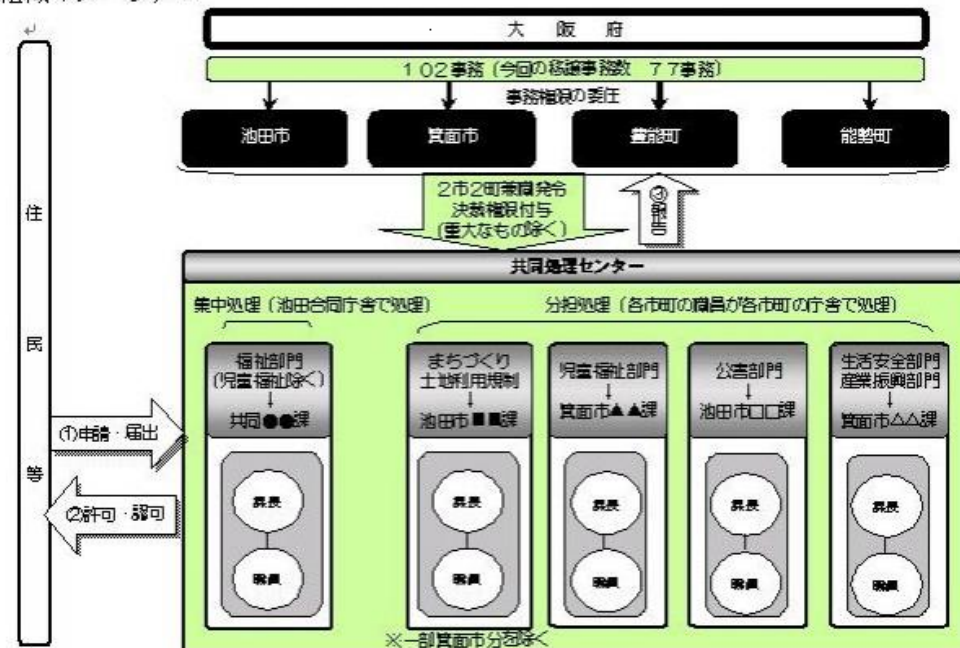 大　阪　府
１０２事務（今回の移譲事務数　７７事務）
事務権限の委任
池田市
箕面市
豊能町
能勢町
２市２町兼職発令
決裁権限付与
（重大なもの除く）
③報告
住民等
共同処理センター
集中処理（池田合同庁舎で処理）
分担処理（各市町の職員が各市町の庁舎で処理）
福祉部門
（児童福祉除く）
↓
共同●●課
まちづくり
土地利用規制
↓
池田市■■課
児童福祉部門
↓
箕面市▲▲課
公害部門
↓
池田市□□課
生活安全部門
産業振興部門
↓
箕面市△△課
①申請・届出
②許可・認可
課長
課長
課長
課長
課長
職員
職員
職員
職員
職員
※一部箕面市分を除く